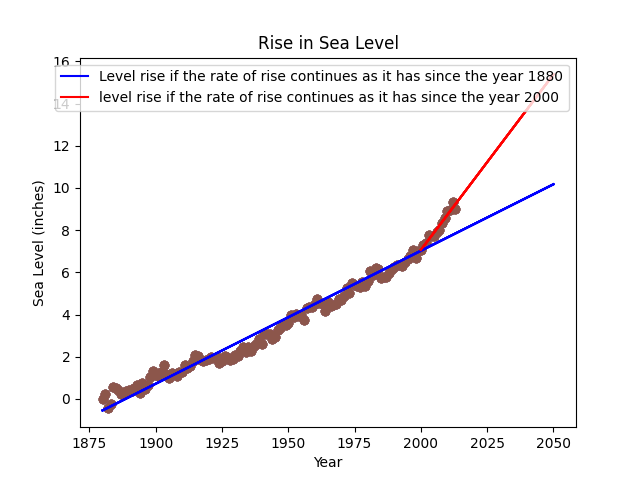 Rise in Sea Level
16
Level rise if the rate of rise continues as it has since the year 1880
level rise if the rate of rise continues as it has since the year 2000
14
12
10
8
6
4
2
0
Sea Level (inches)
1875 1900 1925 1950 1975 2000 2025 2050
Year